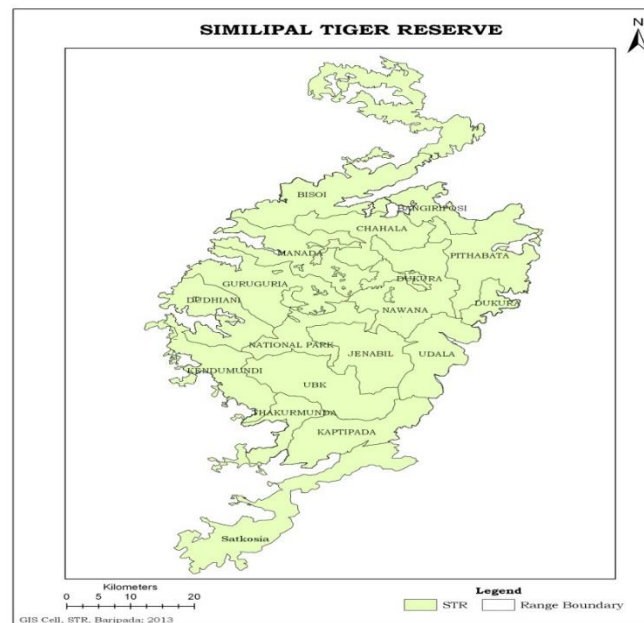 SIMILIPAL TIGER RESERVE
N
BISOI
BANGIRIPOSI
CHAHALA
MANADA
PITHABATA
DUKURA
GURUGURIA
DUDHIANI
DUKURA
NAWANA
NATIONAL PARK
JENABIL
UDALA
KENDUMUNDI
UBK
THAKURMUNDA
KAPTIPADA
Satkosia
Kilometers
0 5 10 20
Legend
STR Range Boundary
GIS Cell, STR, Baripada; 2013